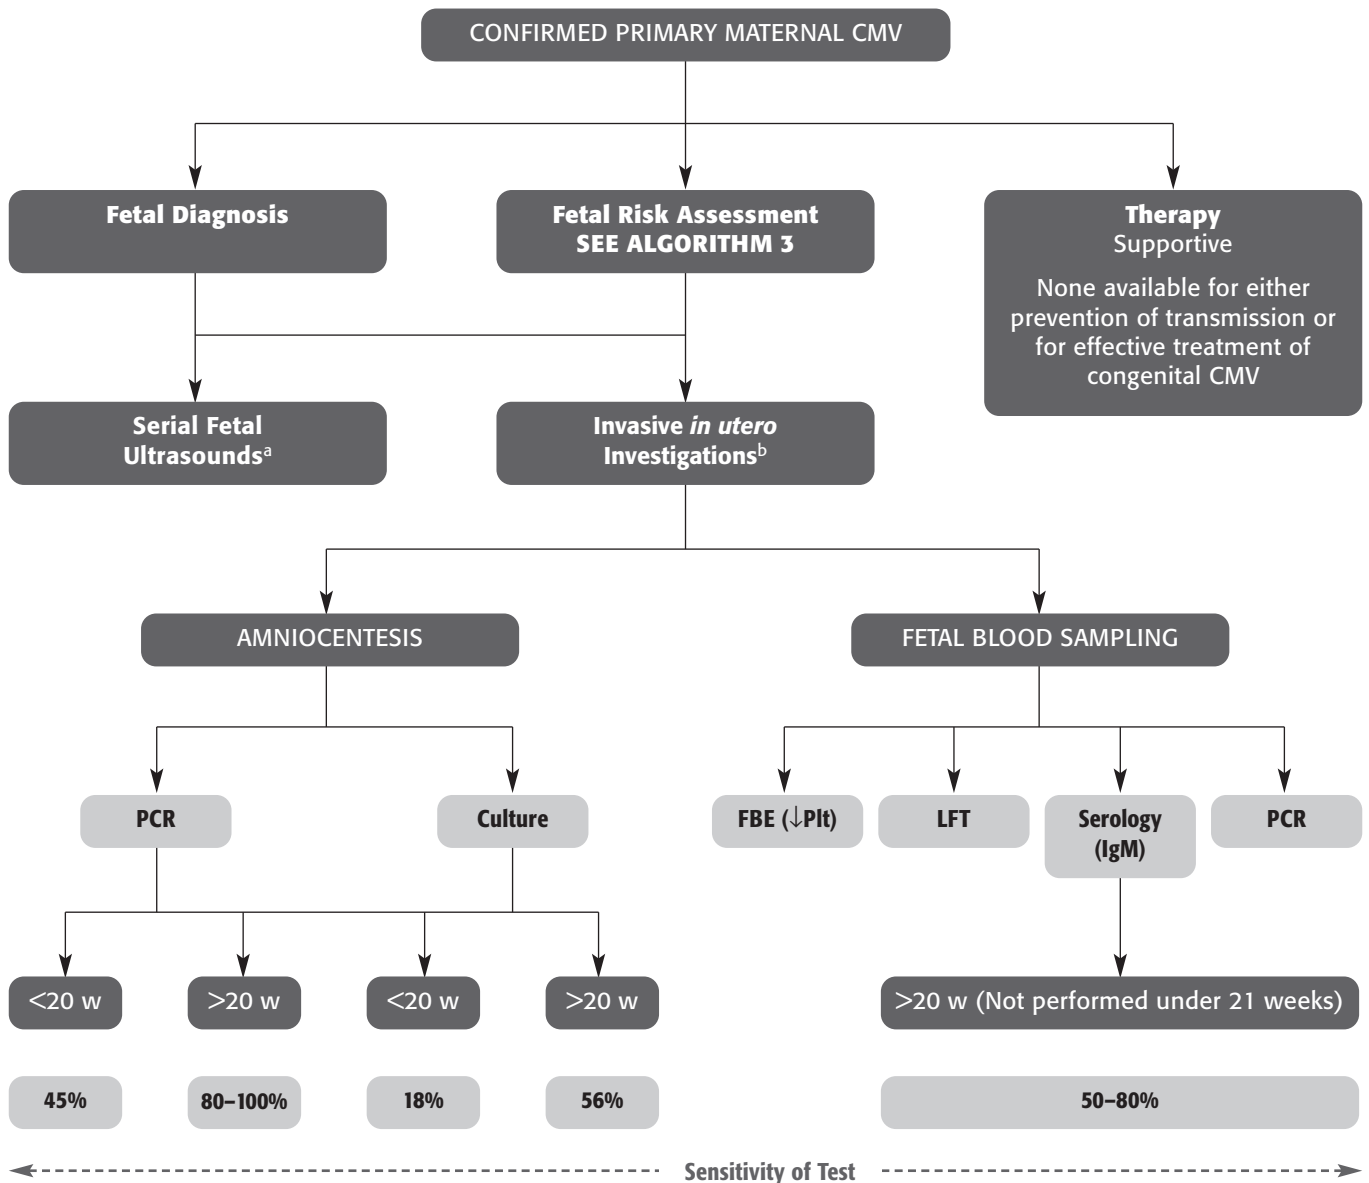 CONFIRMED PRIMARY MATERNAL CMV
Fetal Diagnosis
Fetal Risk Assessment
SEE ALGORITHM 3
Therapy
Supportive
None available for either
prevention of transmission or
for effective treatment of
congenital CMV
Serial Fetal
Ultrasoundsᵃ
Invasive in utero
Investigationsᵇ
AMNIOCENTESIS
FETAL BLOOD SAMPLING
PCR
Culture
FBE (↓Plt)
LFT
Serology
(IgM)
PCR
<20 w
>20 w
<20 w
>20 w
>20 w (Not performed under 21 weeks)
45%
80–100%
18%
56%
50–80%
Sensitivity of Test